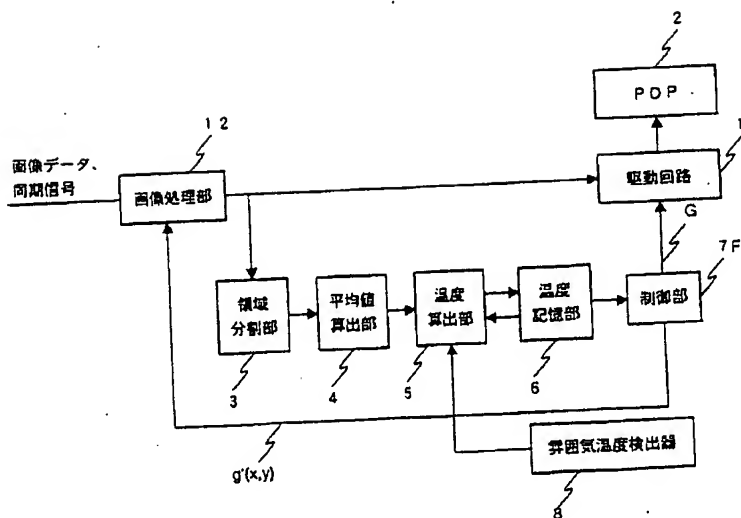 2
PDP
12
画像データ、
同期信号
画像処理部
1
駆動回路
G
7F
領域
分割部
平均値
算出部
温度
算出部
温度
記憶部
制御部
3
4
5
6
g'(x,y)
雰囲気温度検出器
8